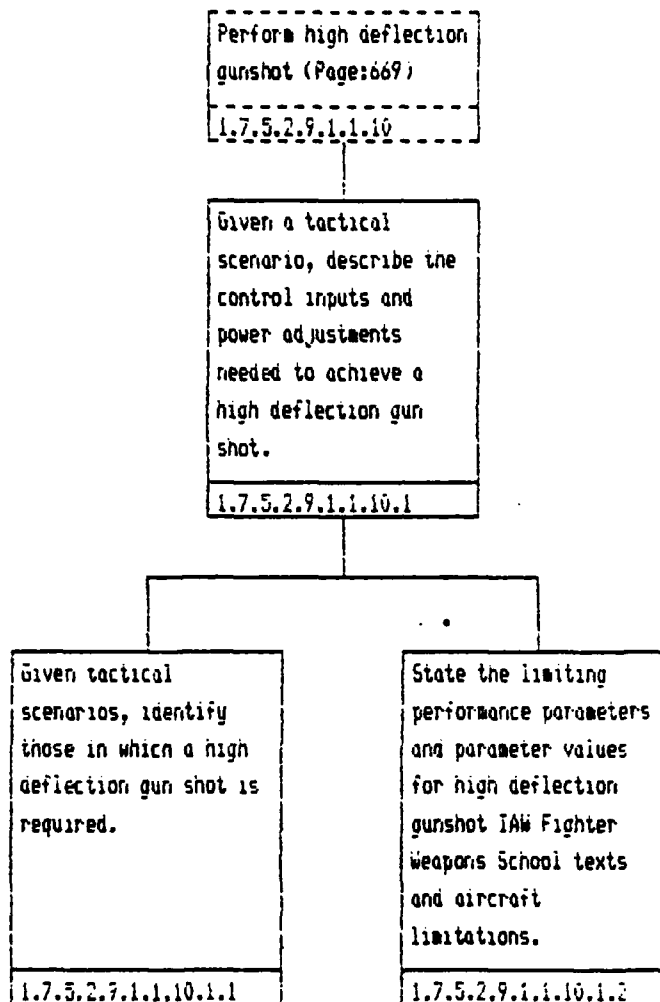 Perform high deflection
gunshot (Page:669)
1.7.5.2.9.1.1.10
Given a tactical
scenario, describe the
control inputs and
power adjustments
needed to achieve a
high deflection gun
shot.
1.7.5.2.9.1.1.10.1
Given tactical
scenarios, identify
those in which a high
deflection gun shot is
required.
1.7.5.2.9.1.1.10.1.1
State the limiting
performance parameters
and parameter values
for high deflection
gunshot IAW Fighter
Weapons School texts
and aircraft
limitations.
1.7.5.2.9.1.1.10.1.2